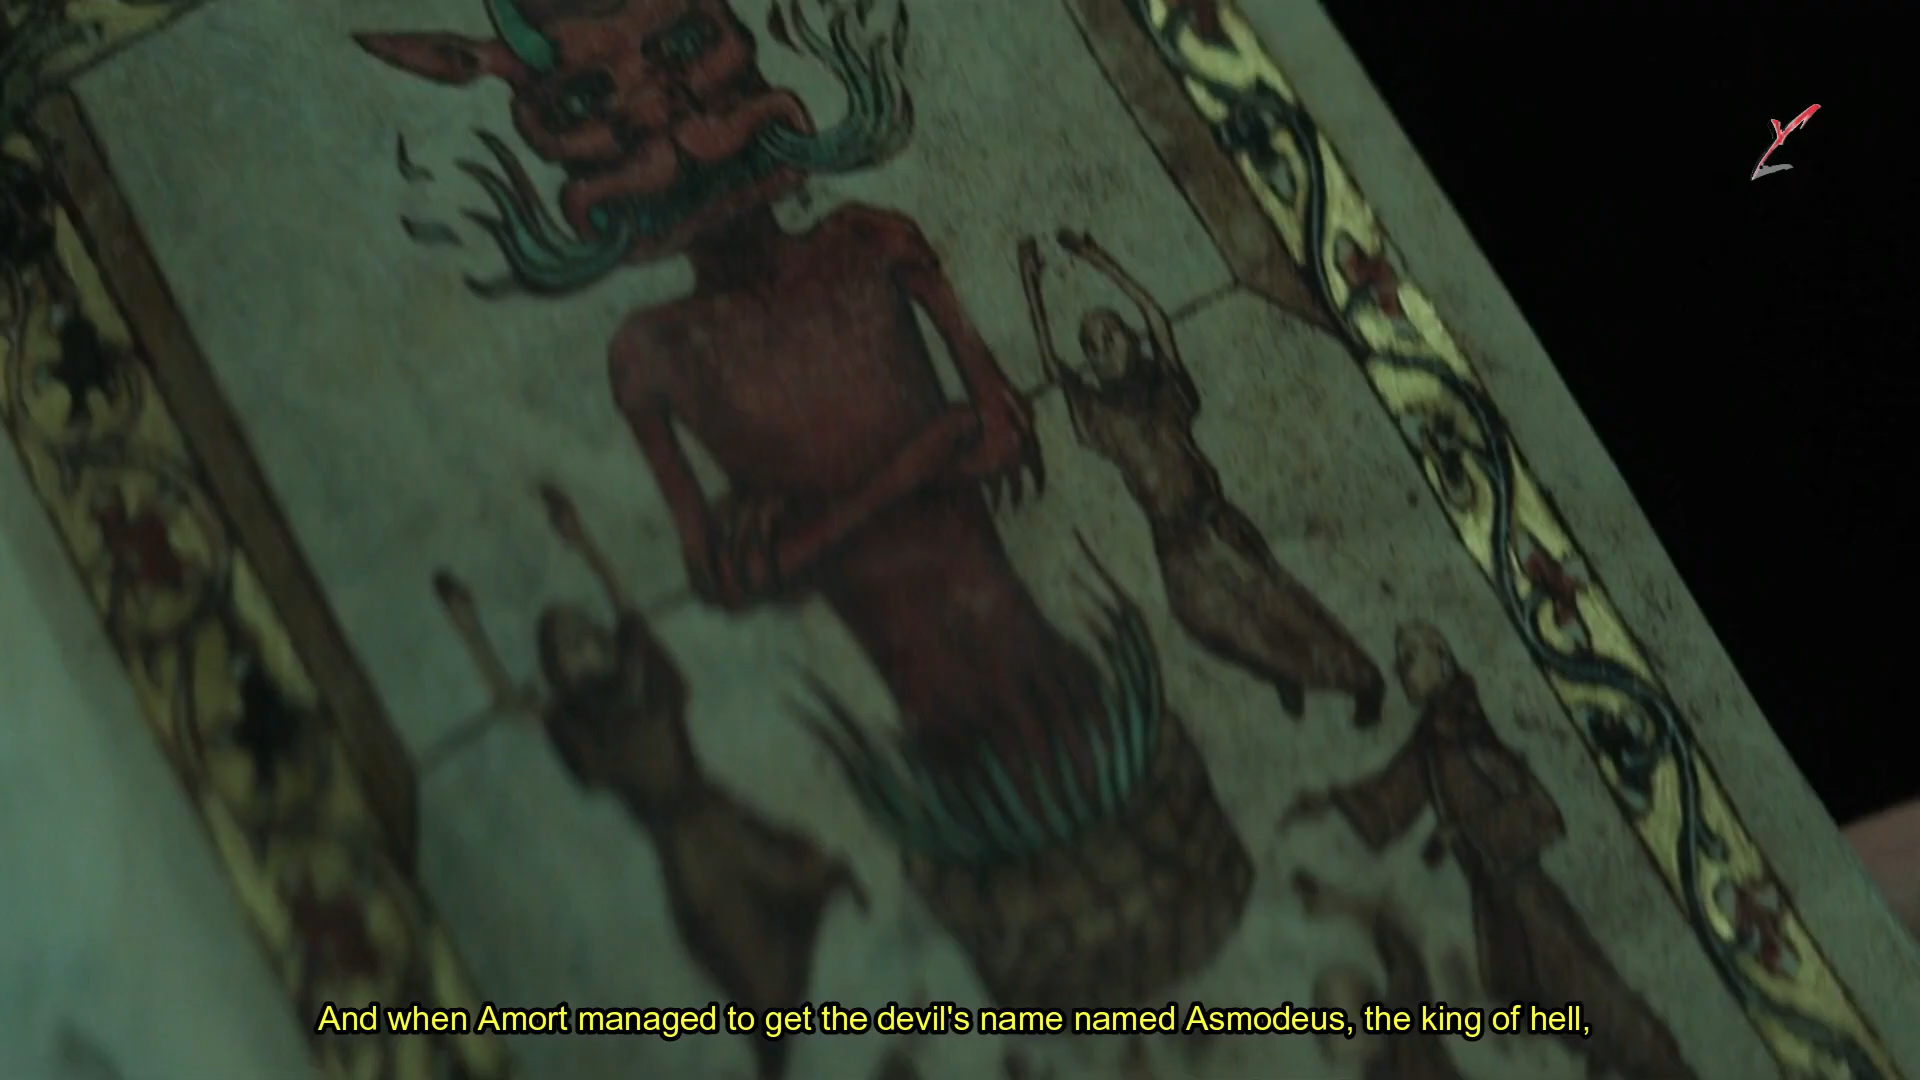 And when Amort managed to get the devil's name named Asmodeus, the king of hell,